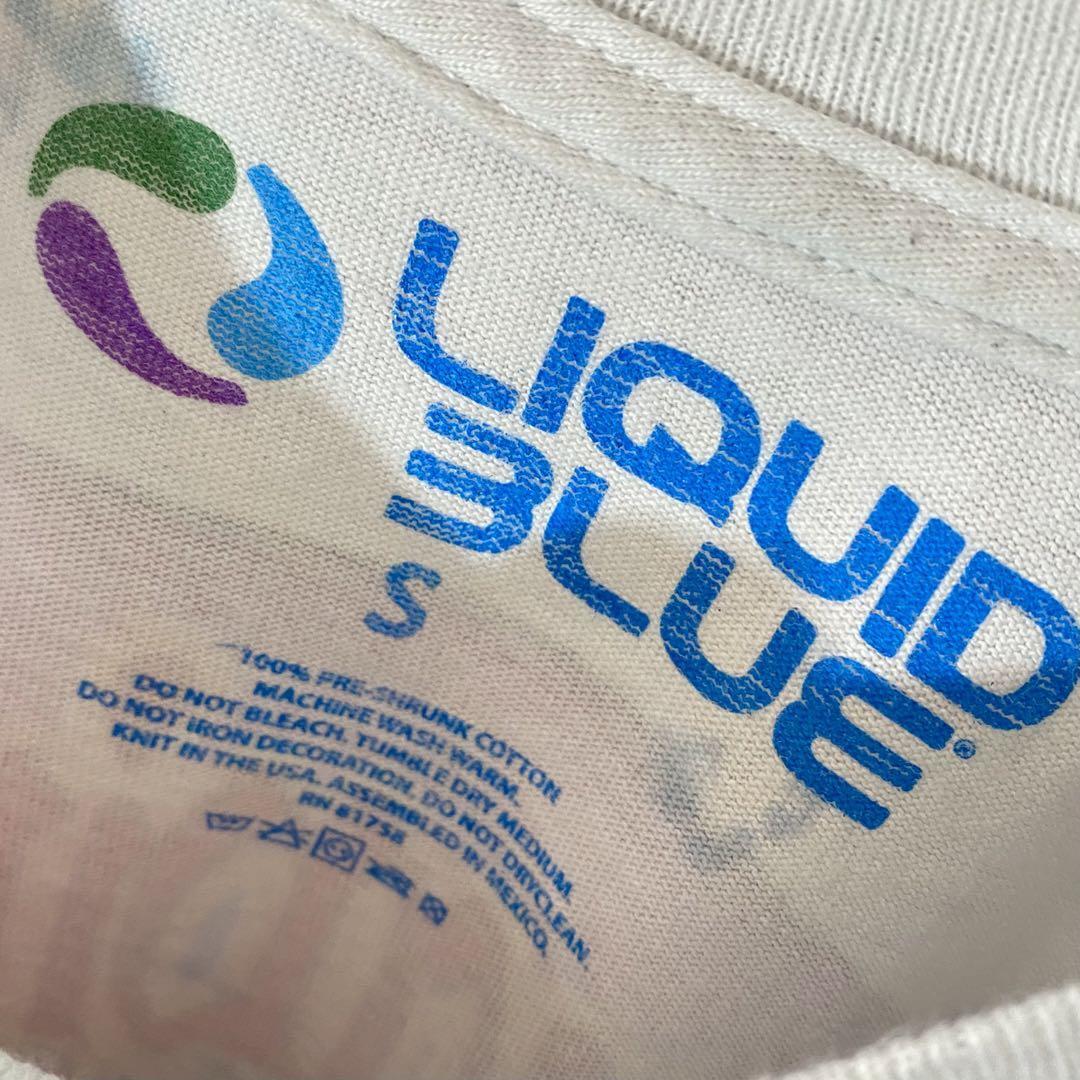 LIQUID
BLUE®
S
100% PRE-SHRUNK COTTON
MACHINE WASH WARM.
DO NOT BLEACH. TUMBLE DRY MEDIUM.
DO NOT IRON DECORATION. DO NOT DRYCLEAN.
KNIT IN THE USA. ASSEMBLED IN MEXICO.
RN 81758